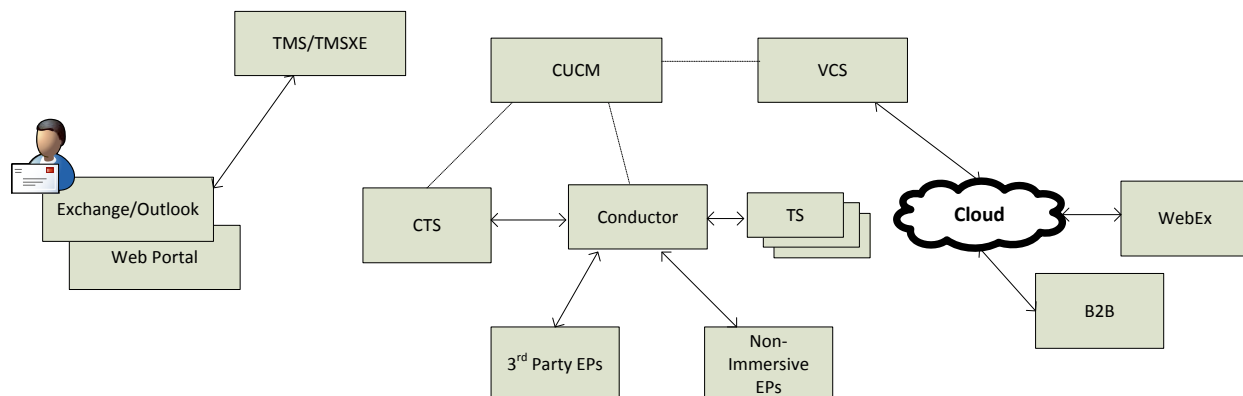 TMS/TMSXE
CUCM
VCS
Exchange/Outlook
Web Portal
CTS
Conductor
TS
Cloud
WebEx
3rd Party EPs
Non-
Immersive
EPs
B2B